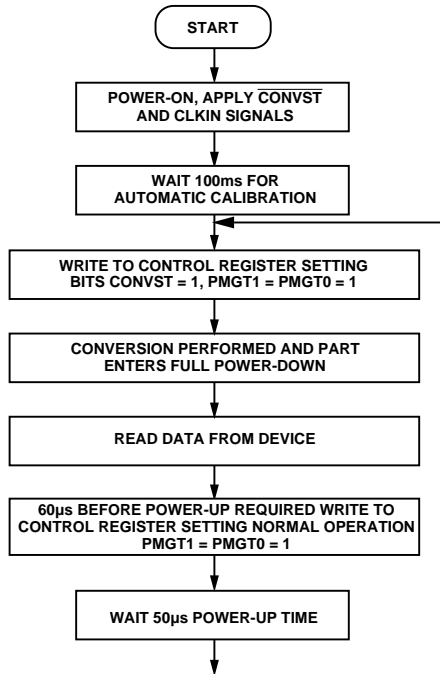 START
POWER-ON, APPLY CONVST
AND CLKIN SIGNALS
WAIT 100ms FOR
AUTOMATIC CALIBRATION
WRITE TO CONTROL REGISTER SETTING
BITS CONVST = 1, PMGT1 = PMGT0 = 1
CONVERSION PERFORMED AND PART
ENTERS FULL POWER-DOWN
READ DATA FROM DEVICE
60µs BEFORE POWER-UP REQUIRED WRITE TO
CONTROL REGISTER SETTING NORMAL OPERATION
PMGT1 = PMGT0 = 1
WAIT 50µs POWER-UP TIME